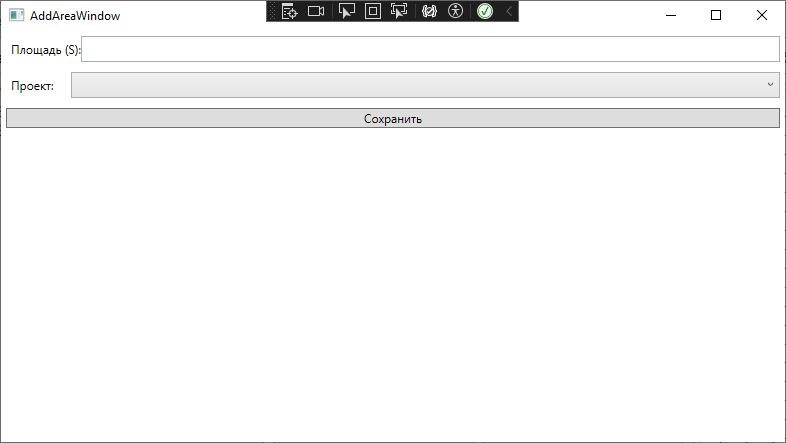 AddAreaWindow
Площадь (S):
Проект:
Сохранить